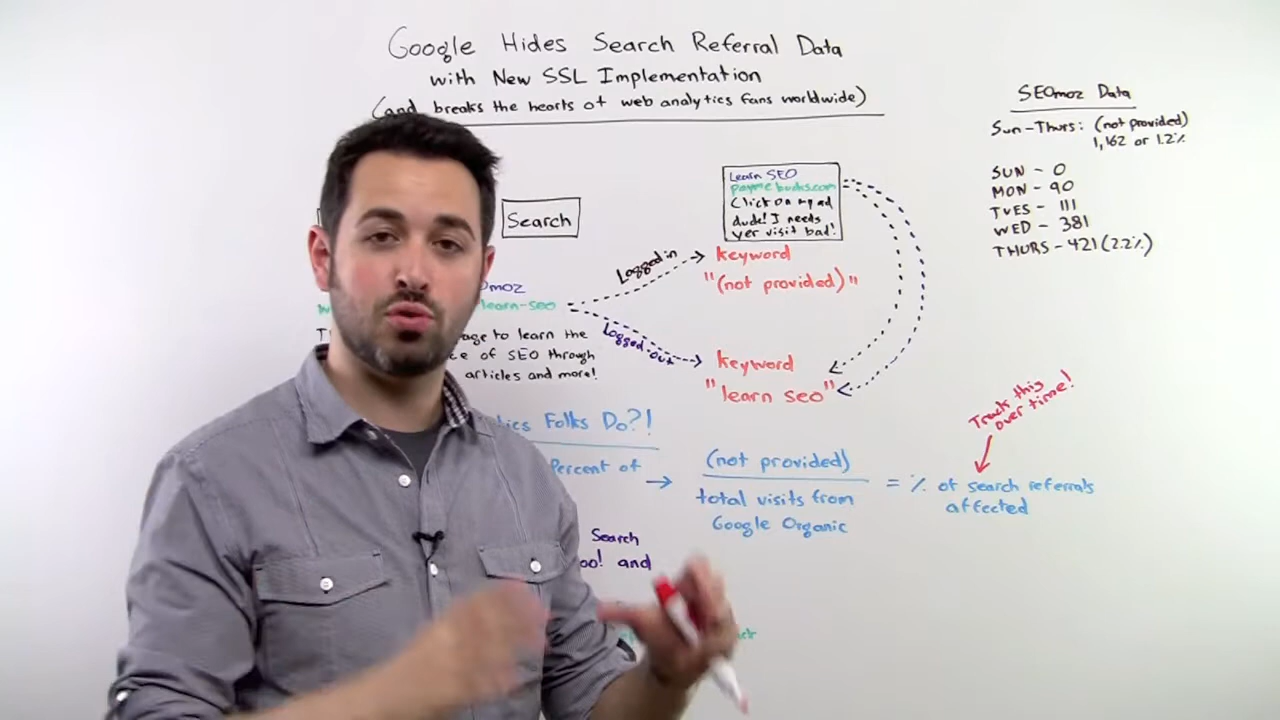 Google Hides Search Referral Data
with New SSL Implementation
(and breaks the hearts of web analytics fans worldwide)
SEOmoz Data
Sun-Thurs: (not provided)
1,162 or 1.2%
SUN - 0
MON - 90
TUES - 111
WED - 381
THURS - 421 (2.2%)
Search
Learn SEO
paymebucks.com
Click on my ad
dude! I needs
yer visit bad!
Logged in
keyword
"(not provided)"
learn-seo
to learn the
of SEO through
articles and more!
Logged-out
keyword
"learn seo"
Folks Do?!
Percent of
(not provided)
total visits from
Google Organic
= % of search referrals
affected
Track this
over time!
Search
and